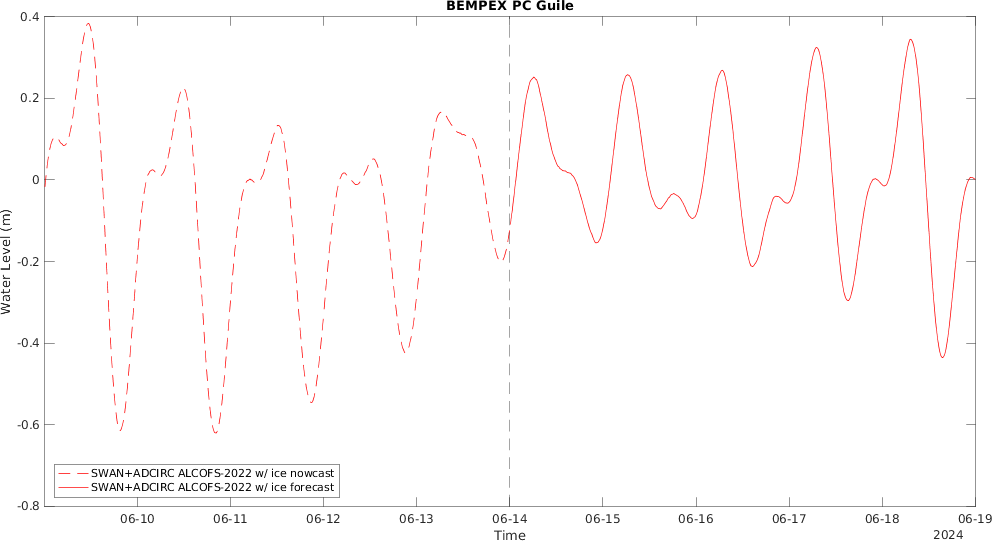 BEMPEX PC Guile
0.4
0.2
0
-0.2
-0.4
-0.6
-0.8
Water Level (m)
SWAN+ADCIRC ALCOFS-2022 w/ ice nowcast
SWAN+ADCIRC ALCOFS-2022 w/ ice forecast
06-10 06-11 06-12 06-13 06-14 06-15 06-16 06-17 06-18 06-19
Time
2024